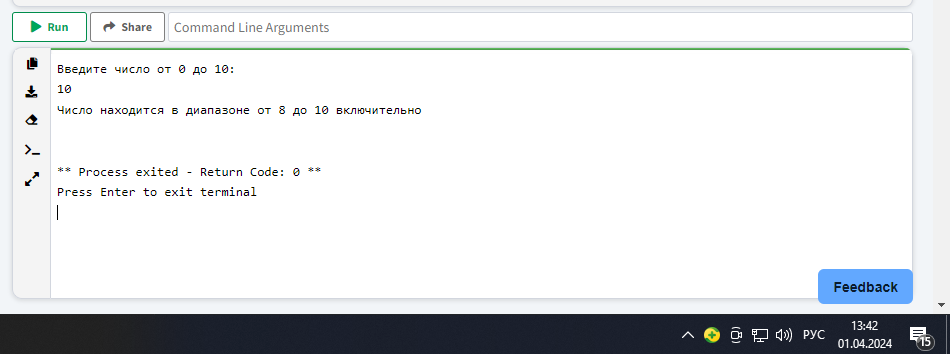 Run
Share
Command Line Arguments
Введите число от 0 до 10:
10
Число находится в диапазоне от 8 до 10 включительно
** Process exited - Return Code: 0 **
Press Enter to exit terminal
Feedback
РУС
13:42
01.04.2024
15